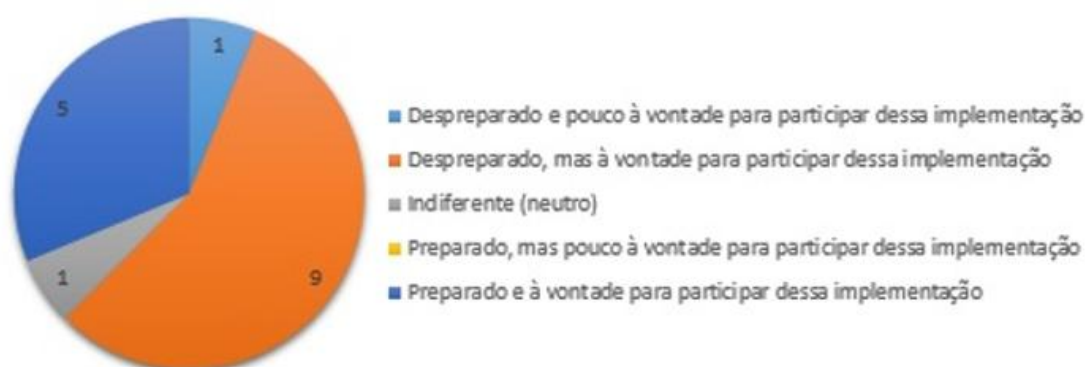 1
5
1
9
Despreparado e pouco à vontade para participar dessa implementação
Despreparado, mas à vontade para participar dessa implementação
Indiferente (neutro)
Preparado, mas pouco à vontade para participar dessa implementação
Preparado e à vontade para participar dessa implementação